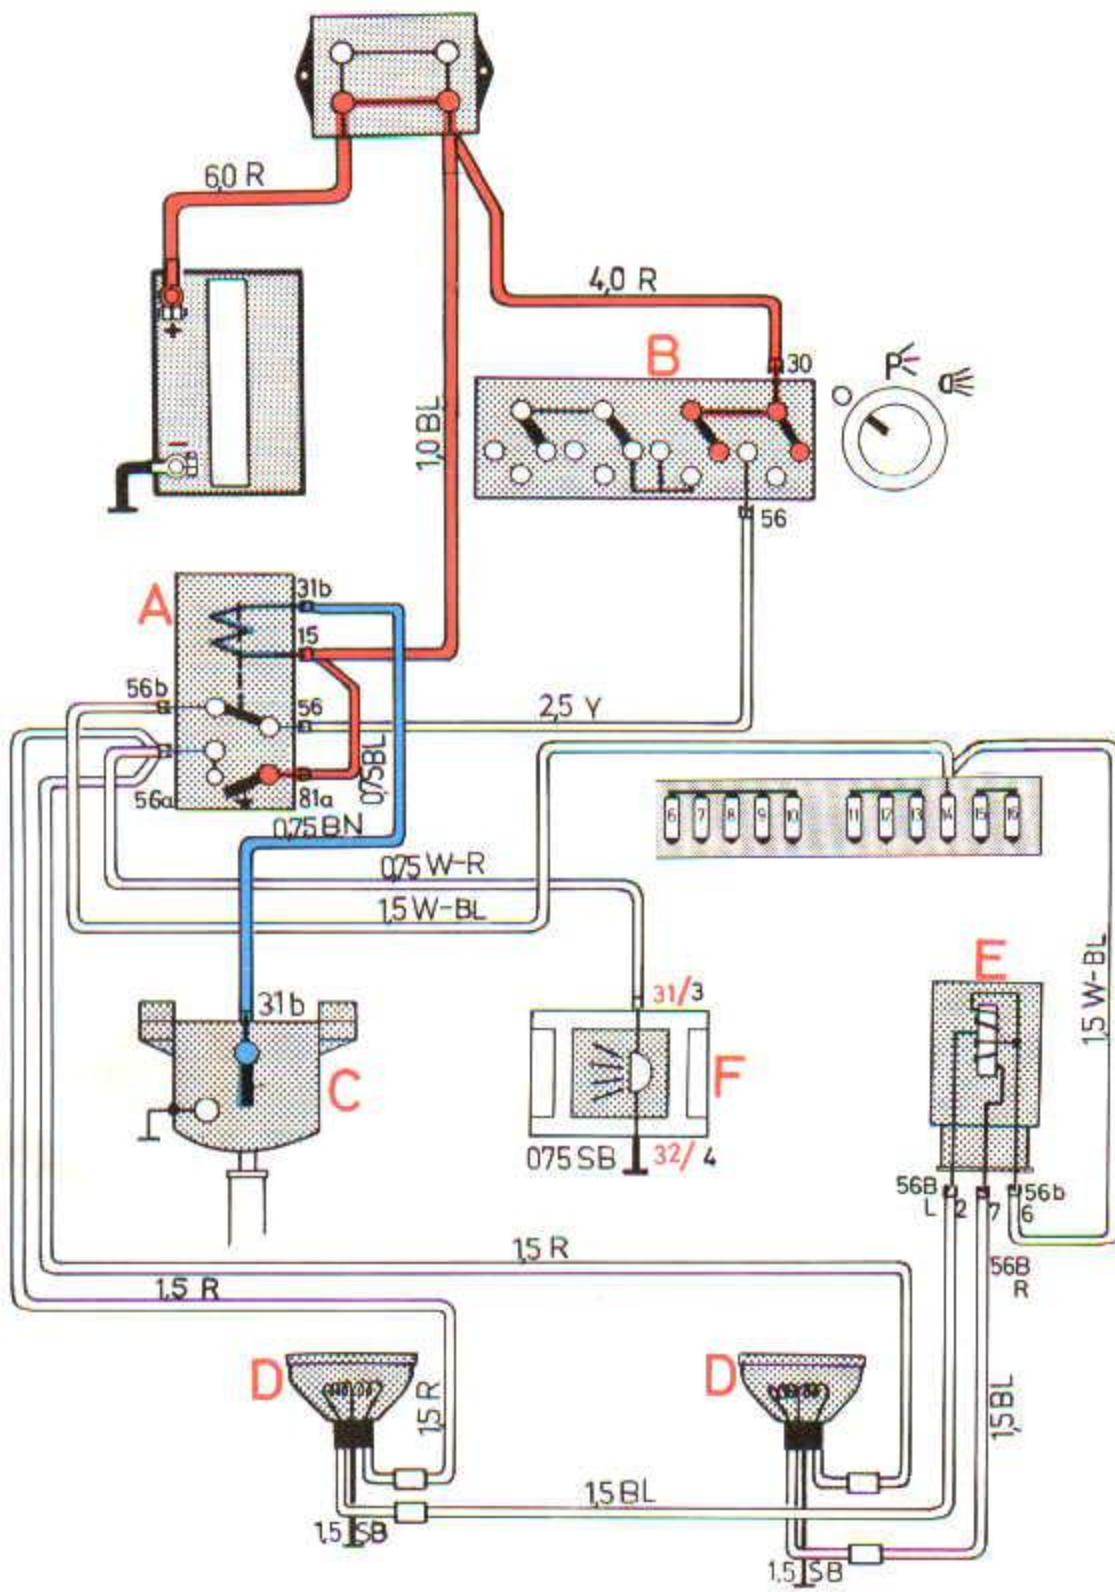 6,0 R
+
-
4,0 R
B
30
P
1,0 BL
56
A
31b
15
56b
56
2,5 Y
0,75BL
56a
81a
0,75 BN
6 7 8 9 10 11 12 13 14 15 16
0,75 W-R
1,5 W-BL
E
1,5 W-BL
31b
31/3
C
F
075 SB
32/ 4
56B
L
2
7
56b
6
56B
R
1,5 R
1,5 R
D
D
1,5 R
1,5 BL
1,5 BL
1,5 SB
1,5 SB